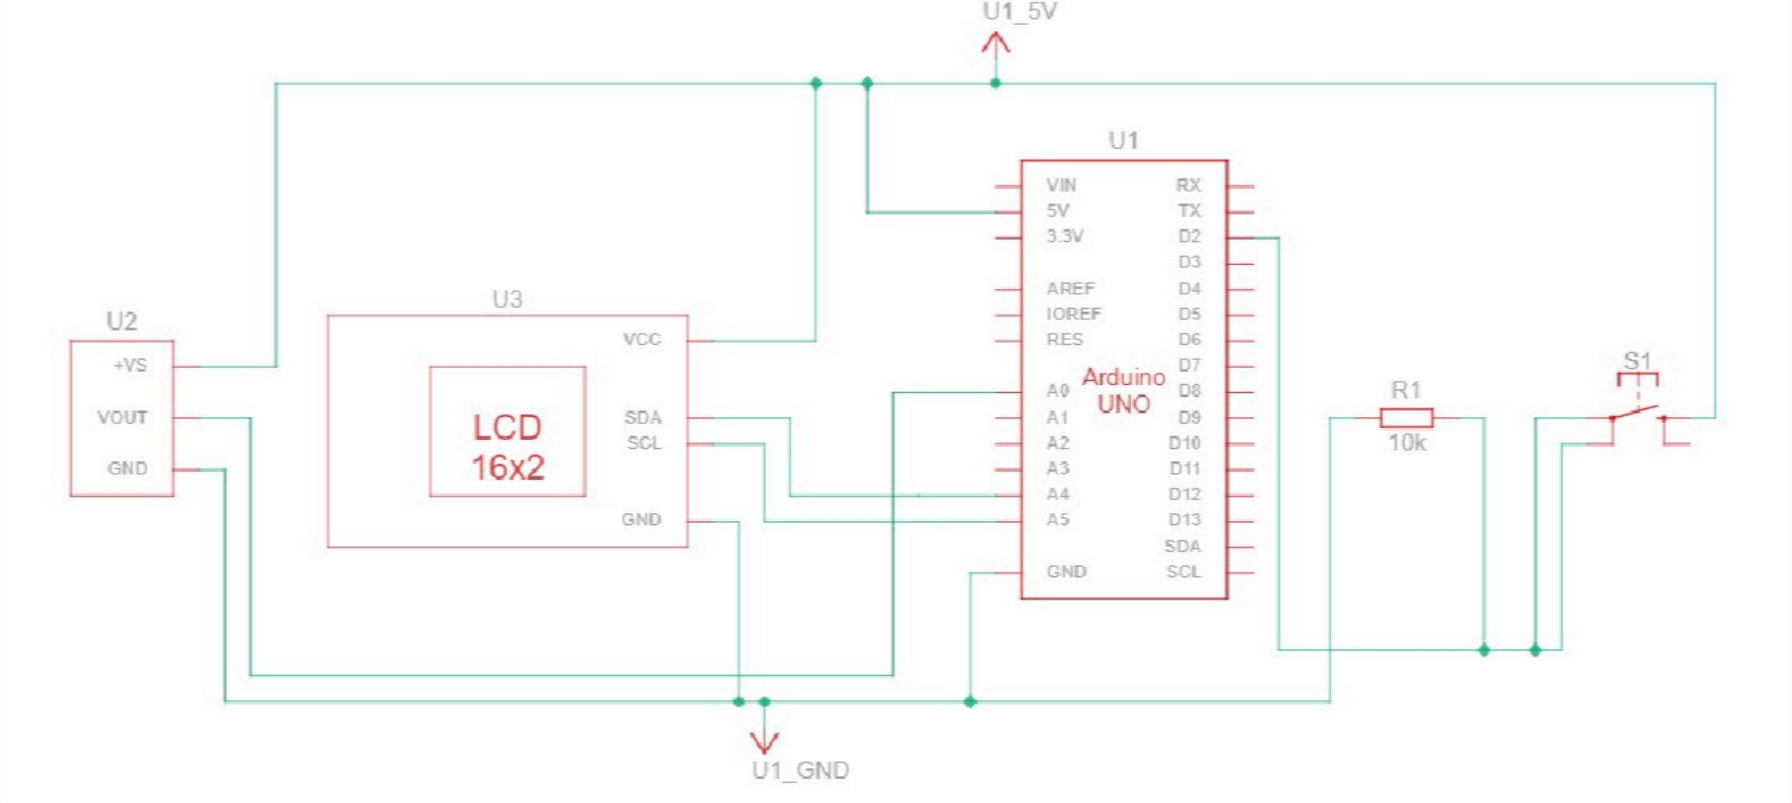 U1_5V
U1
VIN RX
5V TX
3.3V D2
D3
AREF D4
IOREF D5
RES D6
D7
A0 D8
A1 D9
A2 D10
A3 D11
A4 D12
A5 D13
SDA
GND SCL
Arduino
UNO
U3
VCC
SDA
SCL
GND
LCD
16x2
U2
+VS
VOUT
GND
R1
10k
S1
U1_GND